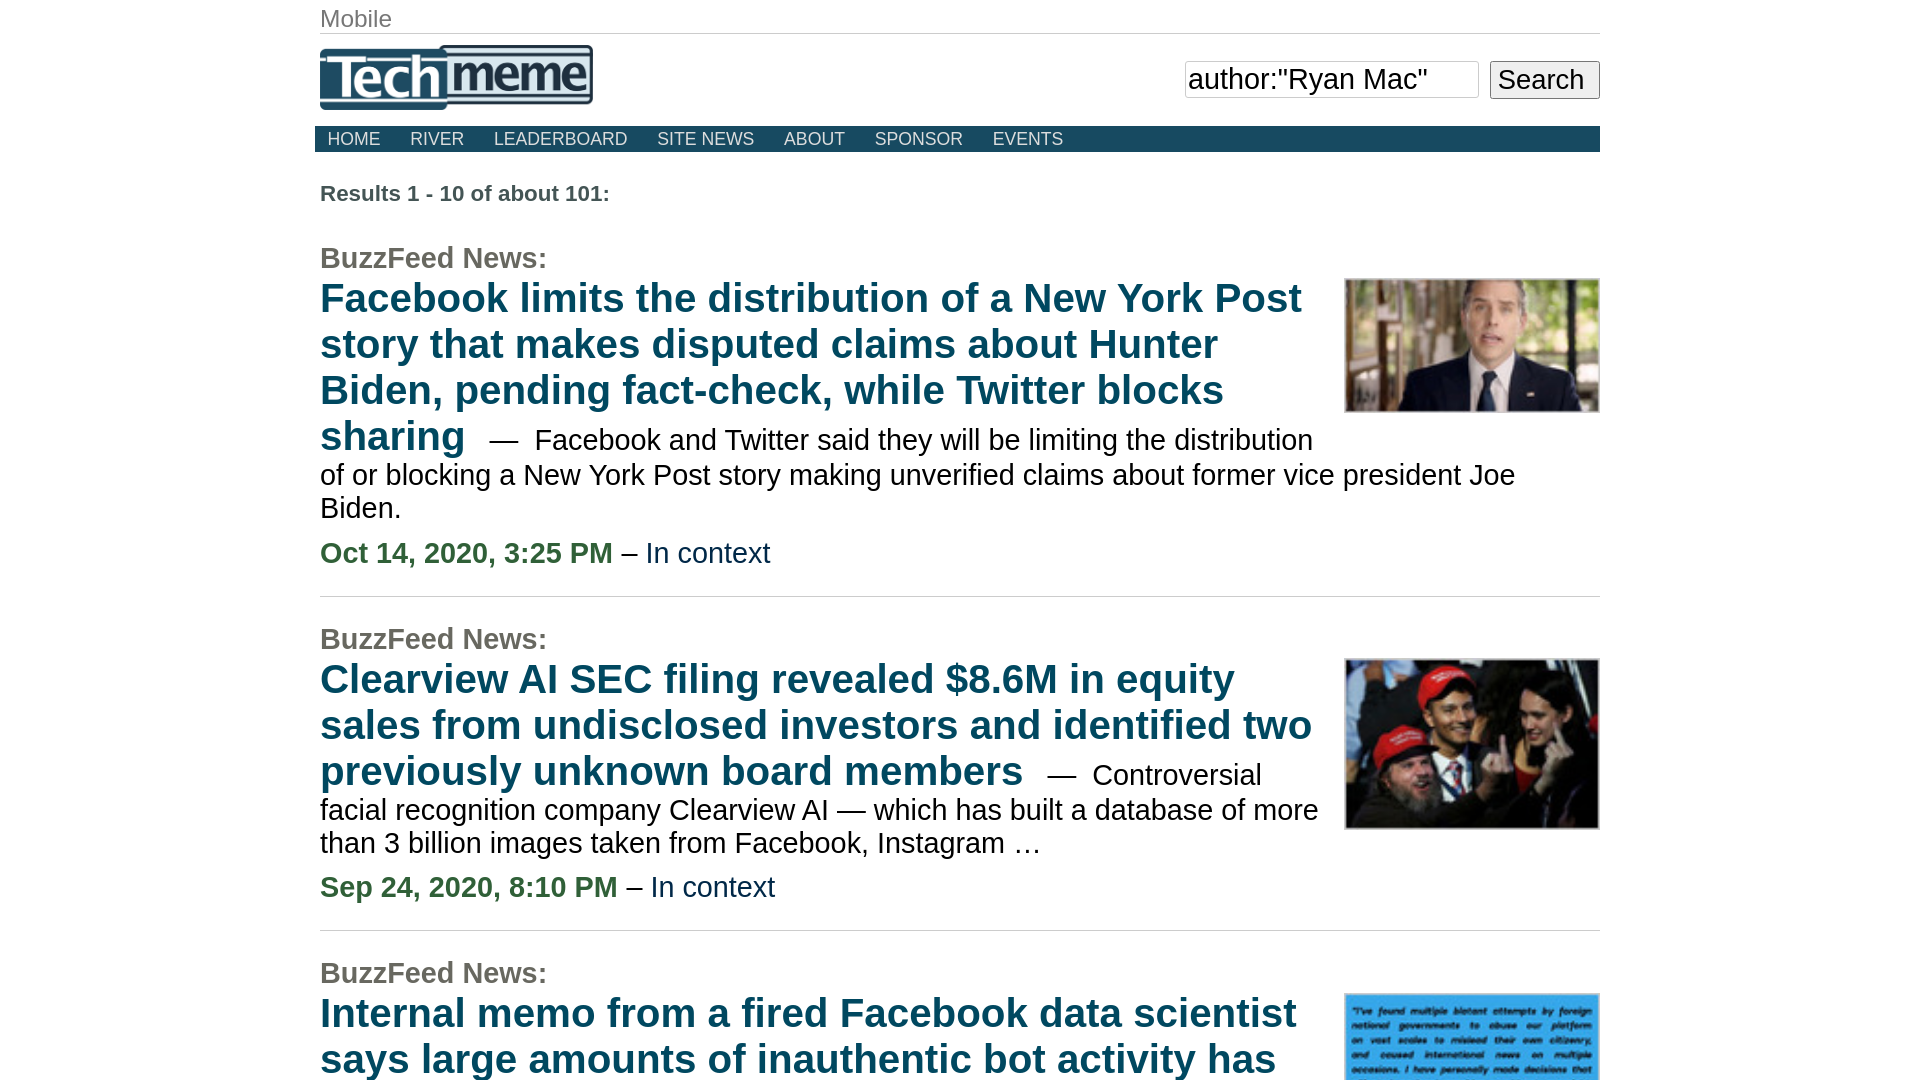 Mobile
Techmeme
author:"Ryan Mac"
Search
HOME RIVER LEADERBOARD SITE NEWS ABOUT SPONSOR EVENTS
Results 1 - 10 of about 101:
BuzzFeed News:
Facebook limits the distribution of a New York Post
story that makes disputed claims about Hunter
Biden, pending fact-check, while Twitter blocks
sharing — Facebook and Twitter said they will be limiting the distribution
of or blocking a New York Post story making unverified claims about former vice president Joe
Biden.
Oct 14, 2020, 3:25 PM – In context
BuzzFeed News:
Clearview AI SEC filing revealed $8.6M in equity
sales from undisclosed investors and identified two
previously unknown board members — Controversial
facial recognition company Clearview AI — which has built a database of more
than 3 billion images taken from Facebook, Instagram …
Sep 24, 2020, 8:10 PM – In context
BuzzFeed News:
Internal memo from a fired Facebook data scientist
says large amounts of inauthentic bot activity has
"I've found multiple blatant attempts by foreign
national governments to abuse our platform
on vast scales to mislead their own citizenry,
and caused international news on multiple
occasions. I have personally made decisions that